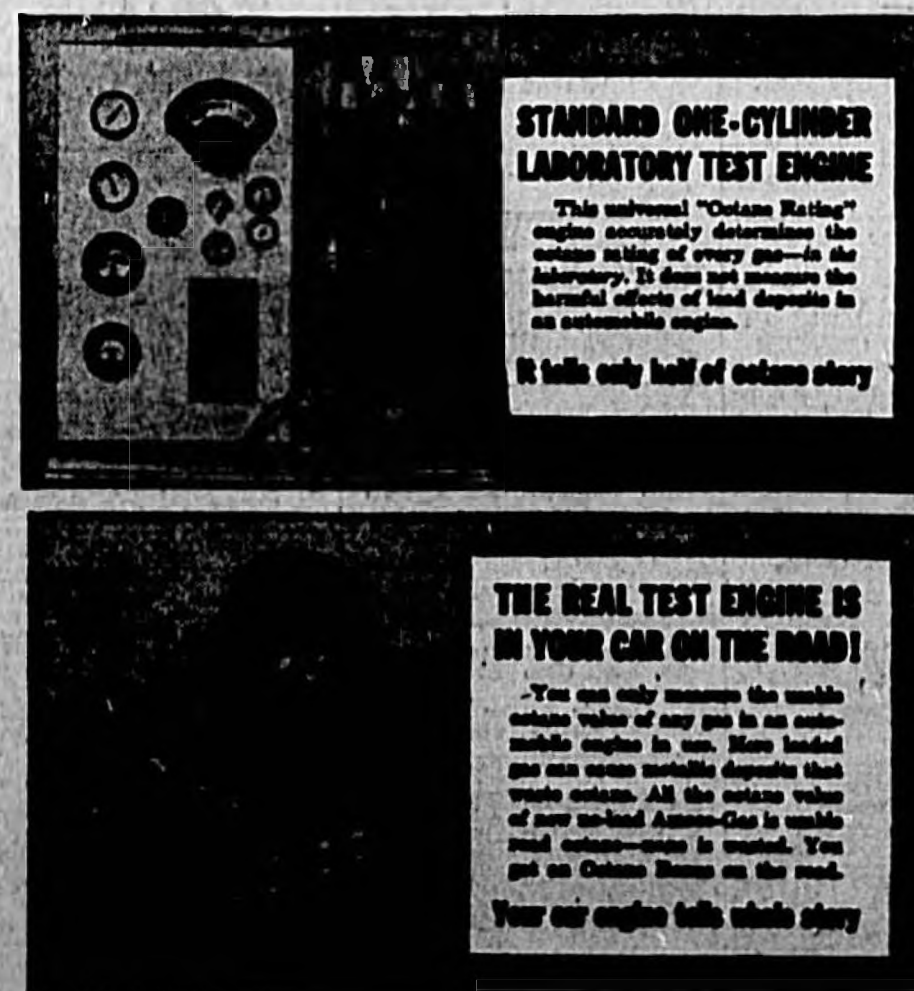 STANDARD ONE-CYLINDER
LABORATORY TEST ENGINE
This universal "Octane Rating"
engine accurately determines the
octane rating of every gas—in the
laboratory. It does not measure the
harmful effects of lead deposits in
an automobile engine.
It tells only half of octane story
THE REAL TEST ENGINE IS
IN YOUR CAR ON THE ROAD!
You can only measure the usable
octane value of any gas in an auto-
mobile engine in use. Here leaded
gas can cause metallic deposits that
waste octane. All the octane value
of new no-lead Amoco-Gas is usable
road octane—none is wasted. You
get an Octane Bonus on the road.
Your car engine tells whole story